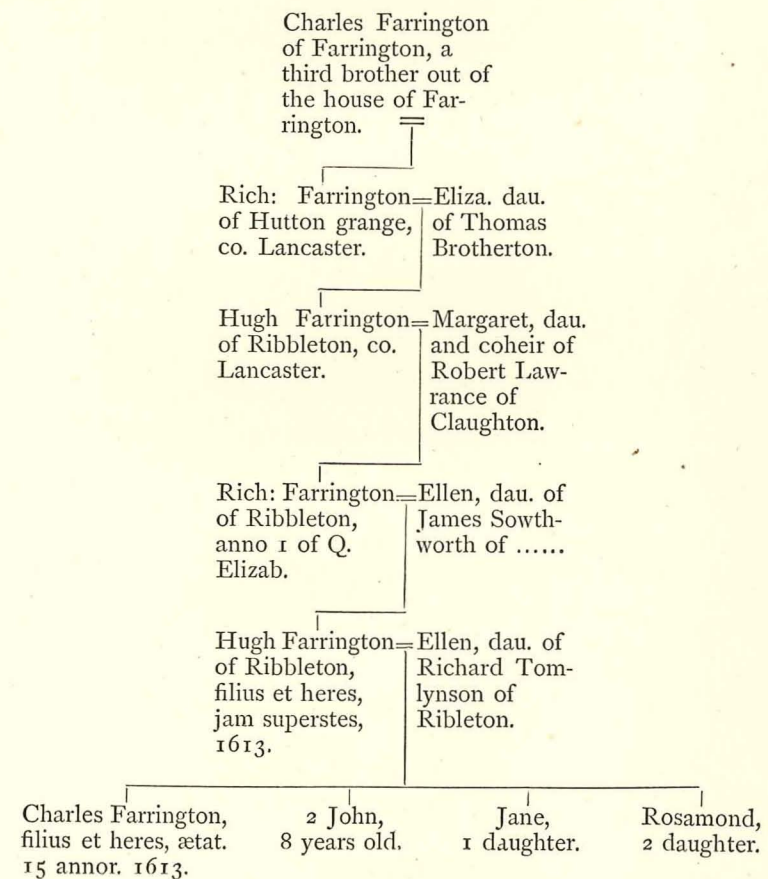 Charles Farrington
of Farrington, a
third brother out of
the house of Far-
rington.
Rich: Farrington=Eliza. dau.
of Hutton grange, of Thomas
co. Lancaster. Brotherton.
Hugh Farrington=Margaret, dau.
of Ribbleton, co. and coheir of
Lancaster. Robert Law-
rance of
Claughton.
Rich: Farrington=Ellen, dau. of
of Ribbleton, James Sowth-
anno 1 of Q. worth of ......
Elizab.
Hugh Farrington=Ellen, dau. of
of Ribbleton, Richard Tom-
filius et heres, lynson of
jam superstes, Ribleton.
1613.
Charles Farrington, 2 John, Jane, Rosamond,
filius et heres, ætat. 8 years old. 1 daughter. 2 daughter.
15 annor. 1613.